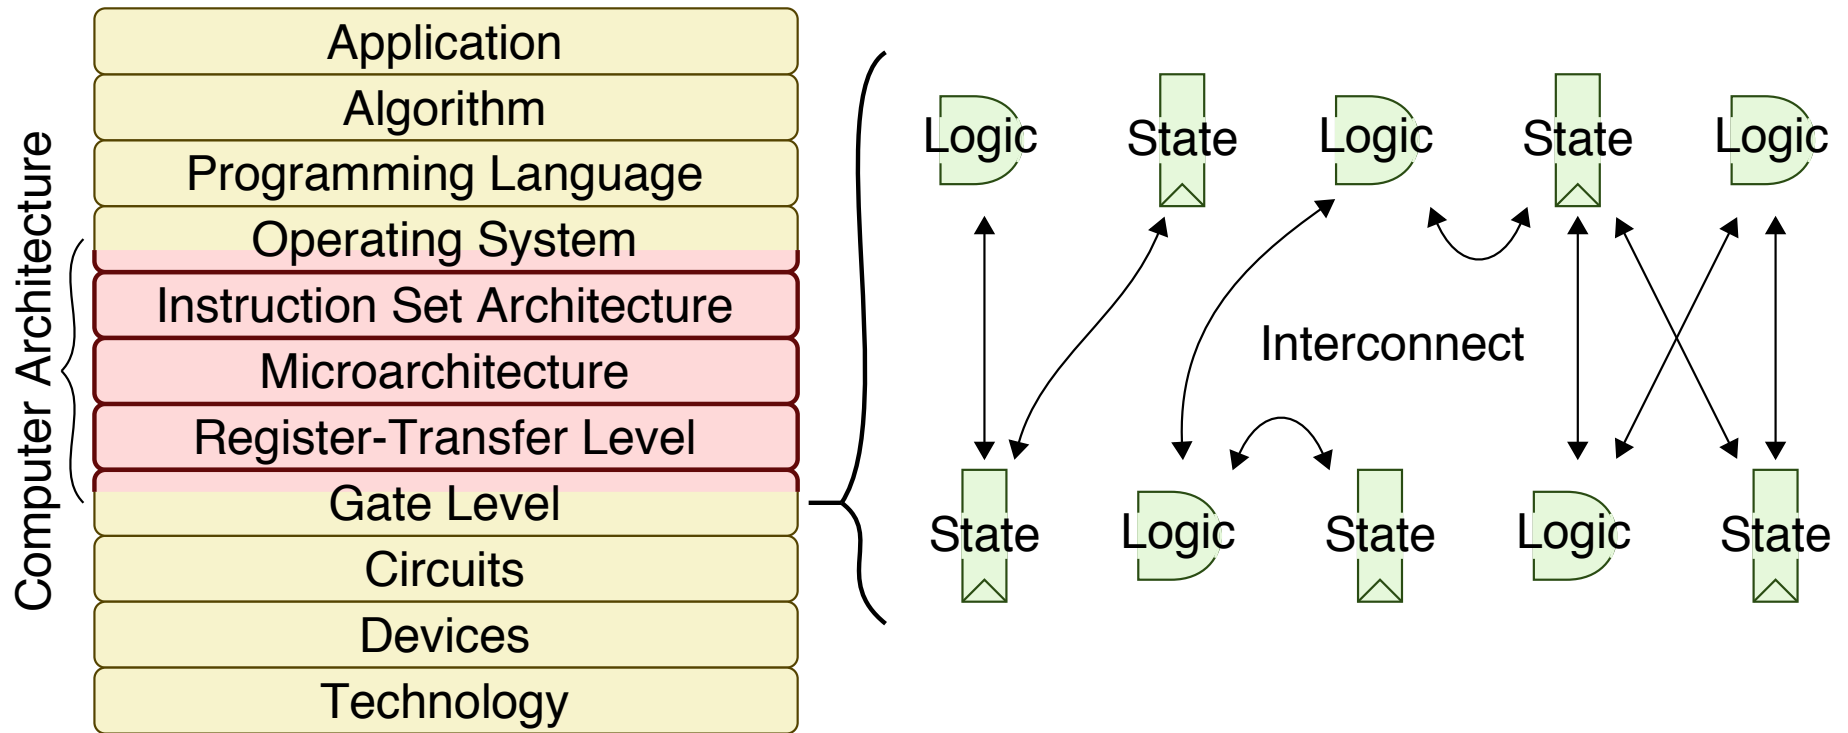 Computer Architecture
Application
Algorithm
Programming Language
Operating System
Instruction Set Architecture
Microarchitecture
Register-Transfer Level
Gate Level
Circuits
Devices
Technology
Logic State Logic State Logic
Interconnect
State Logic State Logic State